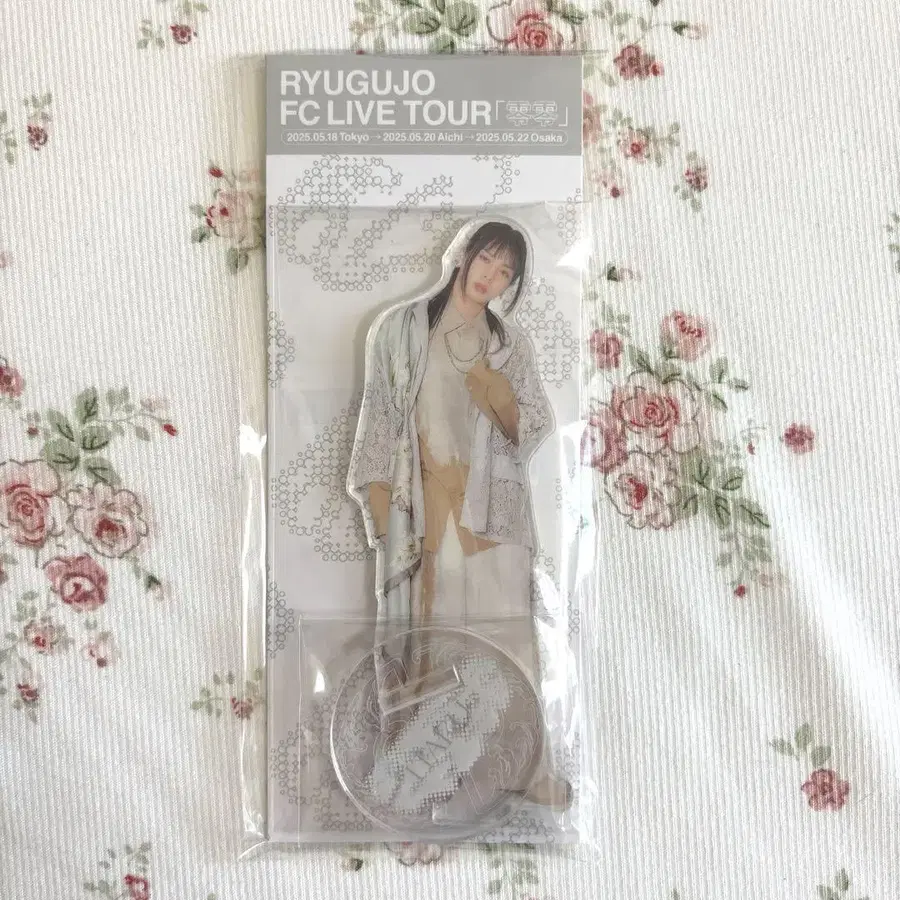 RYUGUJO
FC LIVE TOUR「零零」
2025.05.18 Tokyo → 2025.05.20 Aichi → 2025.05.22 Osaka